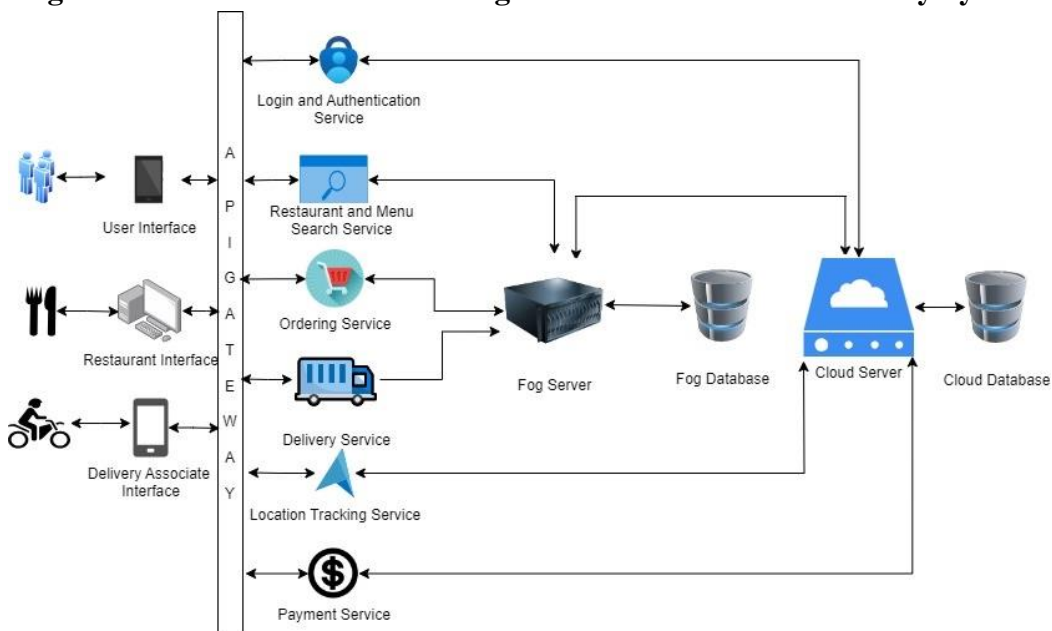 Login and Authentication
Service
A P I G A T E W A Y
User Interface
Restaurant and Menu
Search Service
Restaurant Interface
Ordering Service
Fog Server
Fog Database
Cloud Server
Cloud Database
Delivery Service
Delivery Associate
Interface
Location Tracking Service
Payment Service